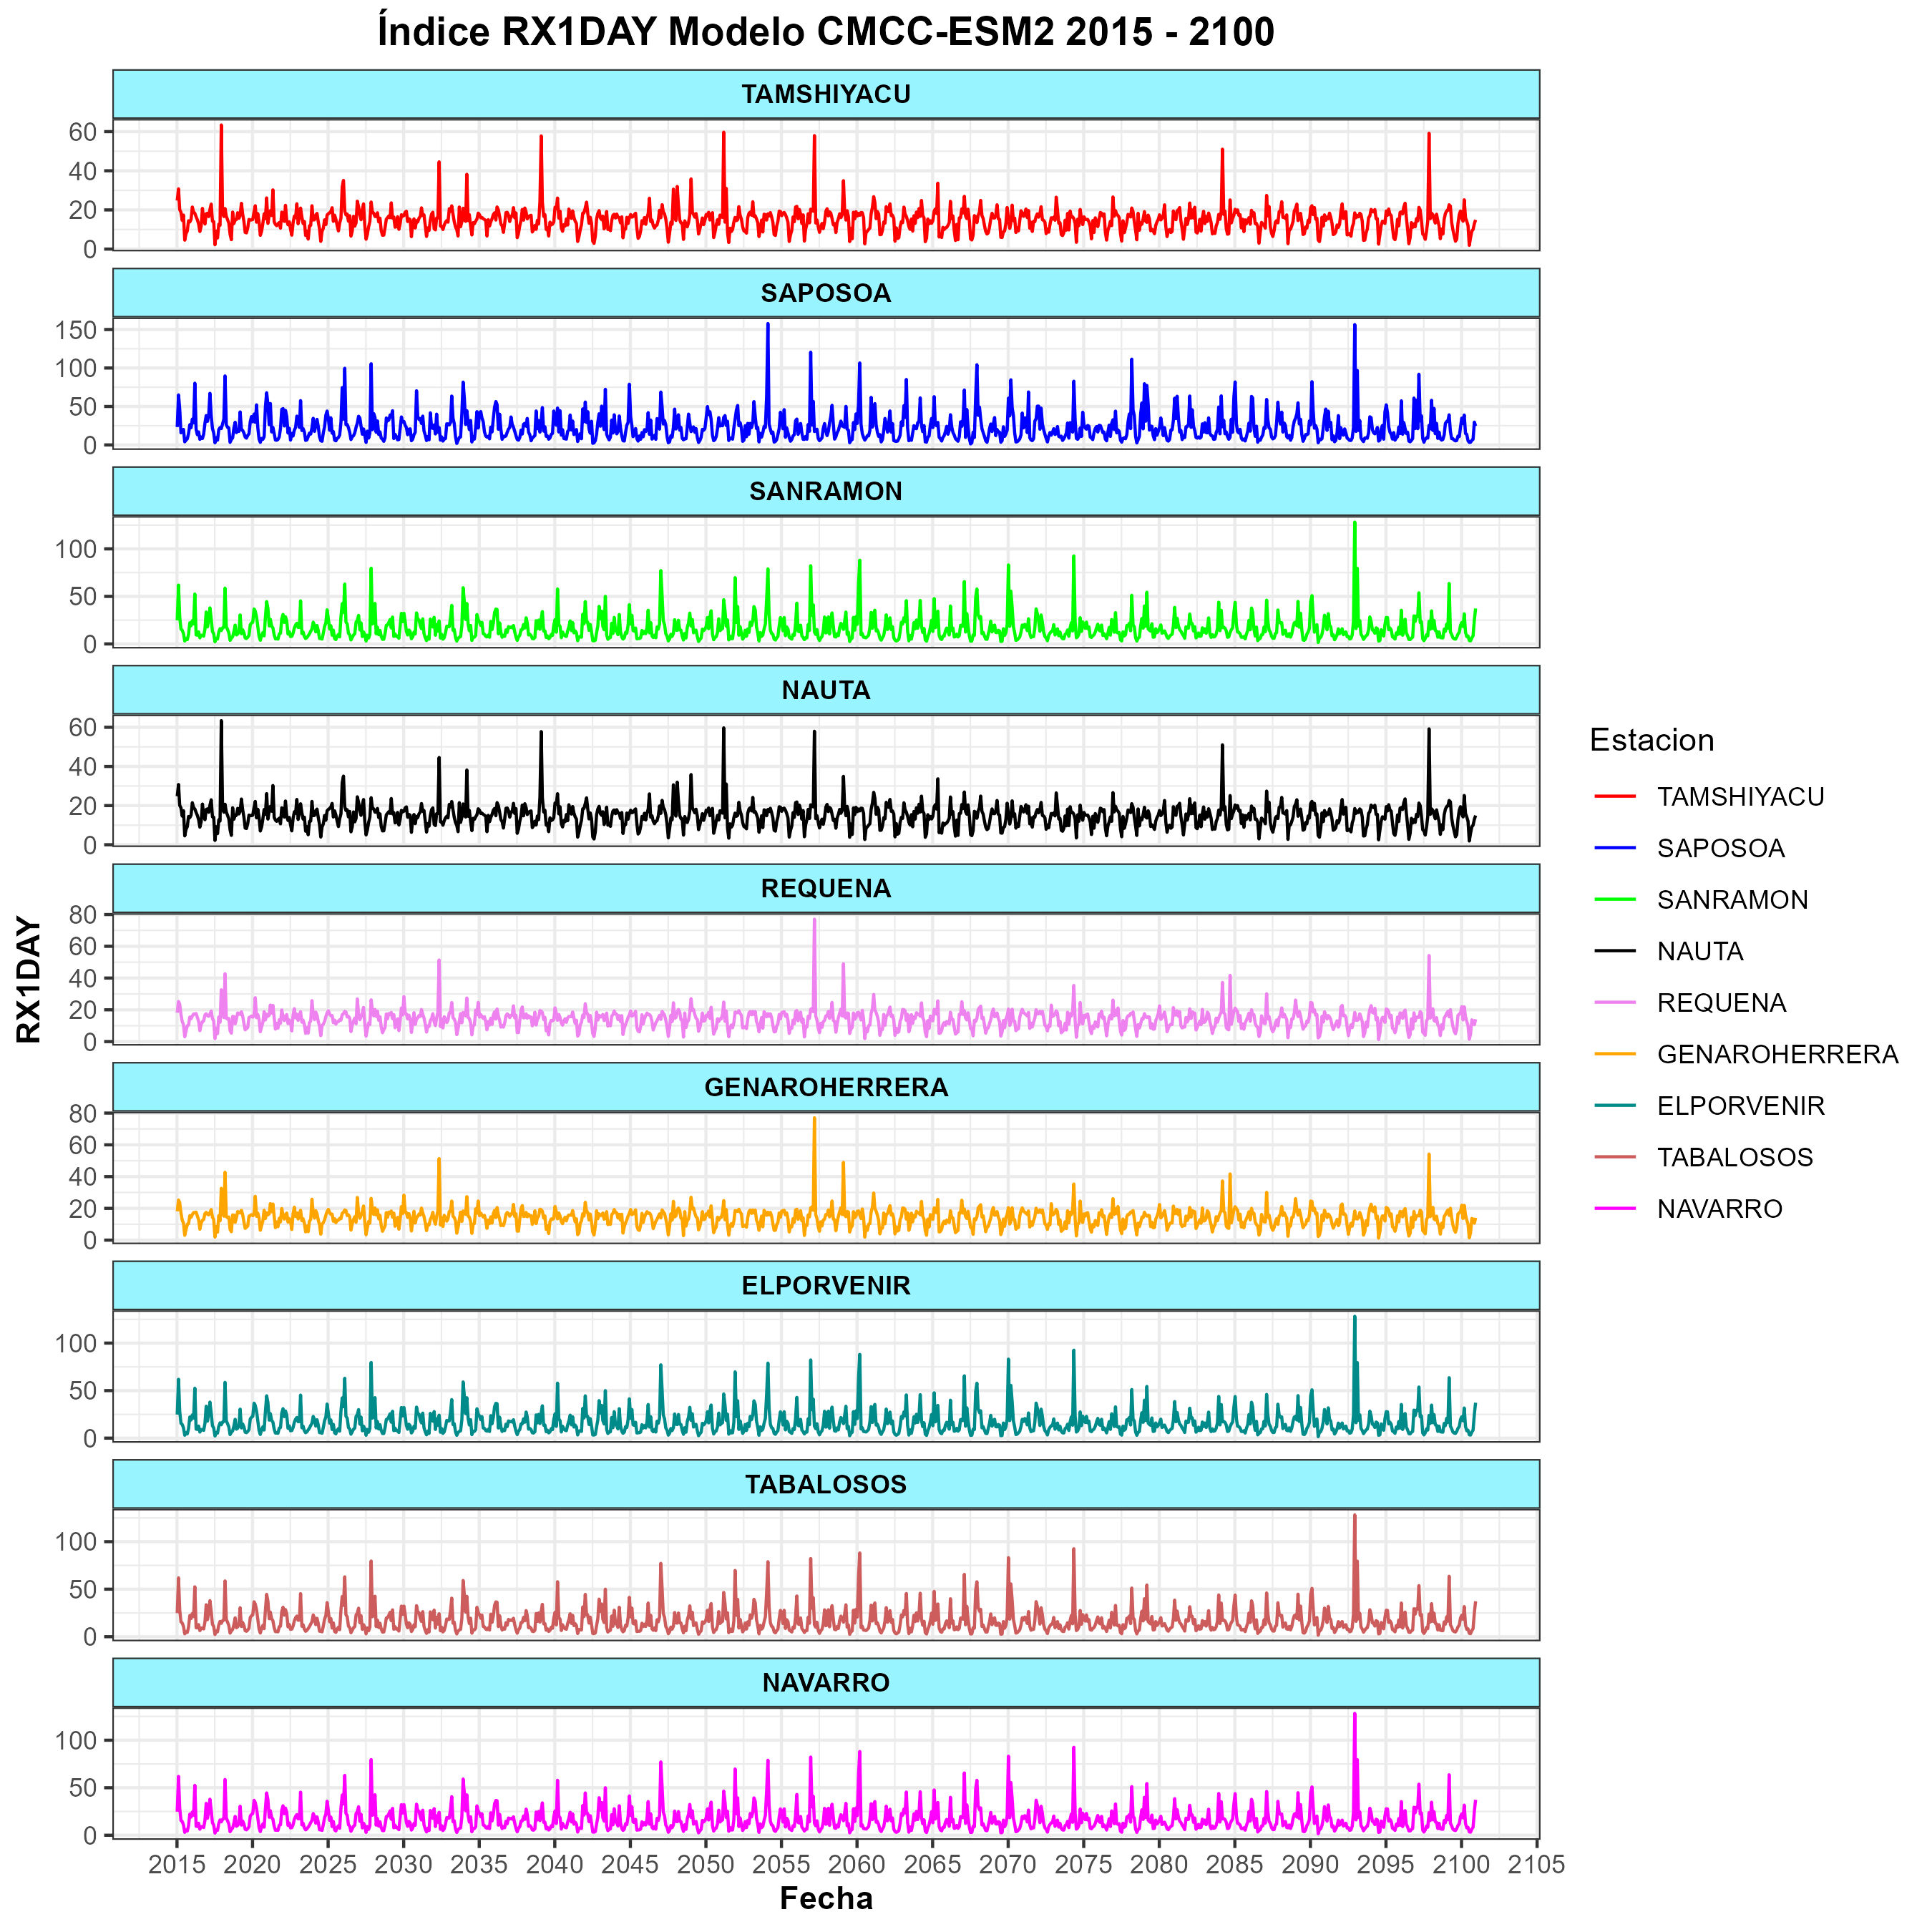 Índice RX1DAY Modelo CMCC-ESM2 2015 - 2100
TAMSHIYACU
60
40
20
0
SAPOSOA
150
100
50
0
SANRAMON
100
50
0
NAUTA
60
40
20
0
REQUENA
80
60
40
20
0
GENAROHERRERA
80
60
40
20
0
ELPORVENIR
100
50
0
TABALOSOS
100
50
0
NAVARRO
100
50
0
2015 2020 2025 2030 2035 2040 2045 2050 2055 2060 2065 2070 2075 2080 2085 2090 2095 2100 2105
Fecha
RX1DAY
Estacion
TAMSHIYACU
SAPOSOA
SANRAMON
NAUTA
REQUENA
GENAROHERRERA
ELPORVENIR
TABALOSOS
NAVARRO